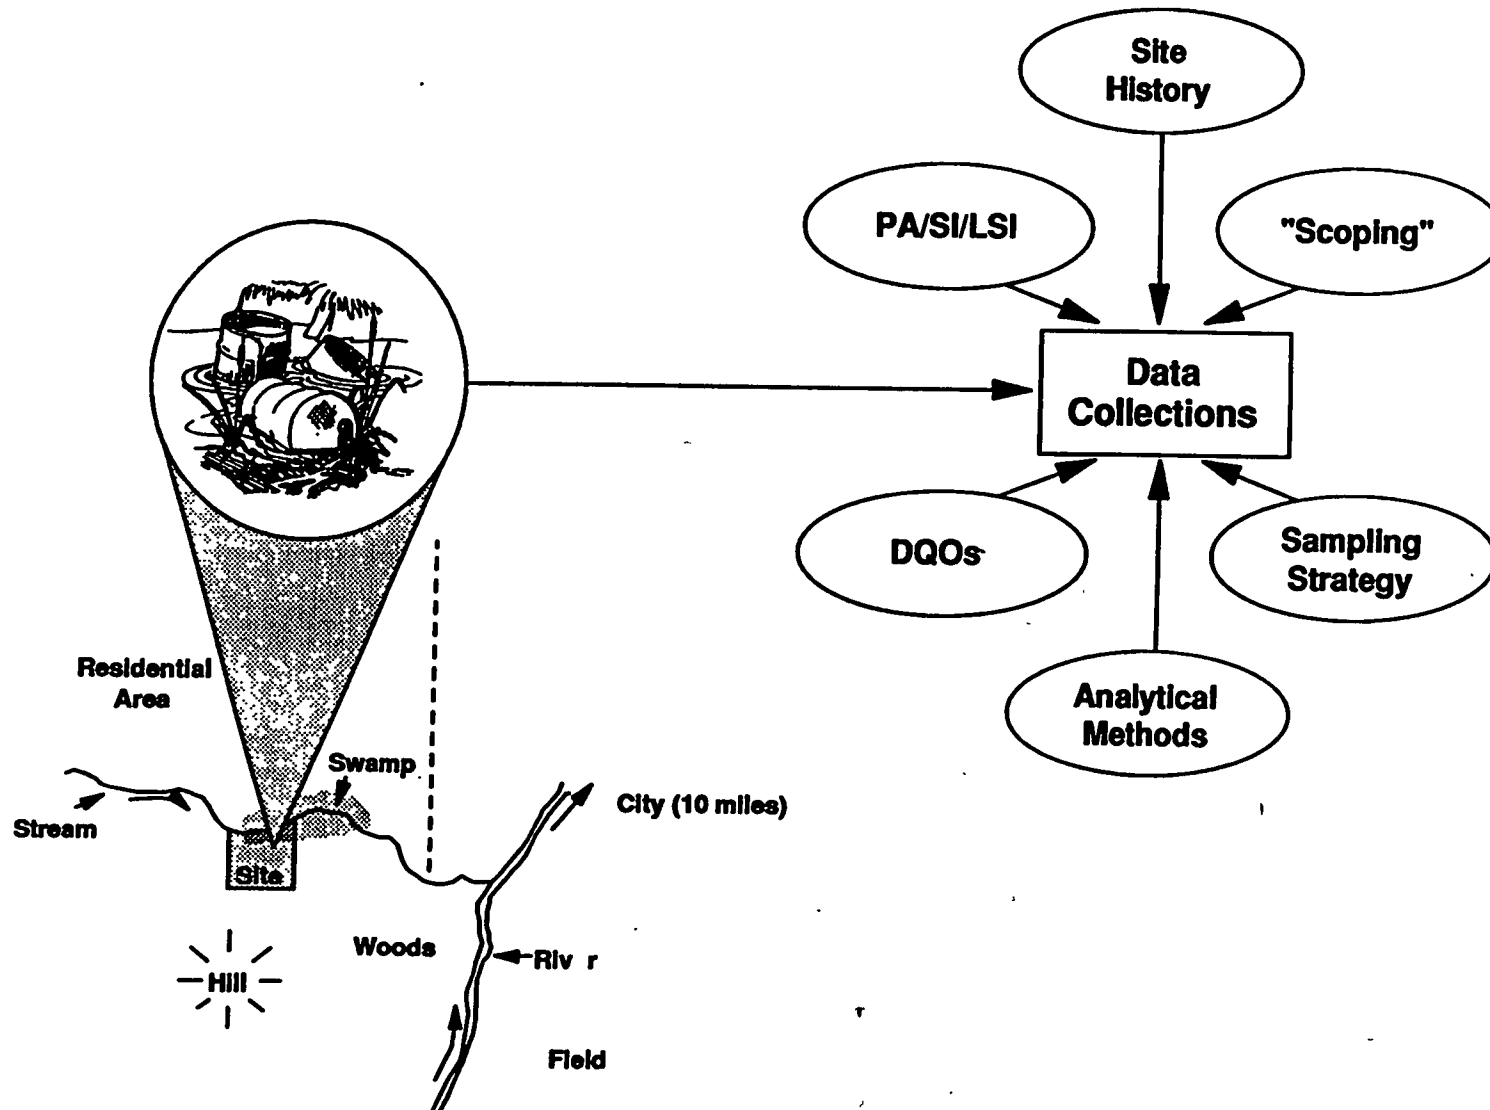 Site
History
PA/SI/LSI
"Scoping"
Data
Collections
DQOs
Sampling
Strategy
Analytical
Methods
Residential
Area
Swamp
Stream
City (10 miles)
Site
Woods
Riv r
Hill
Field